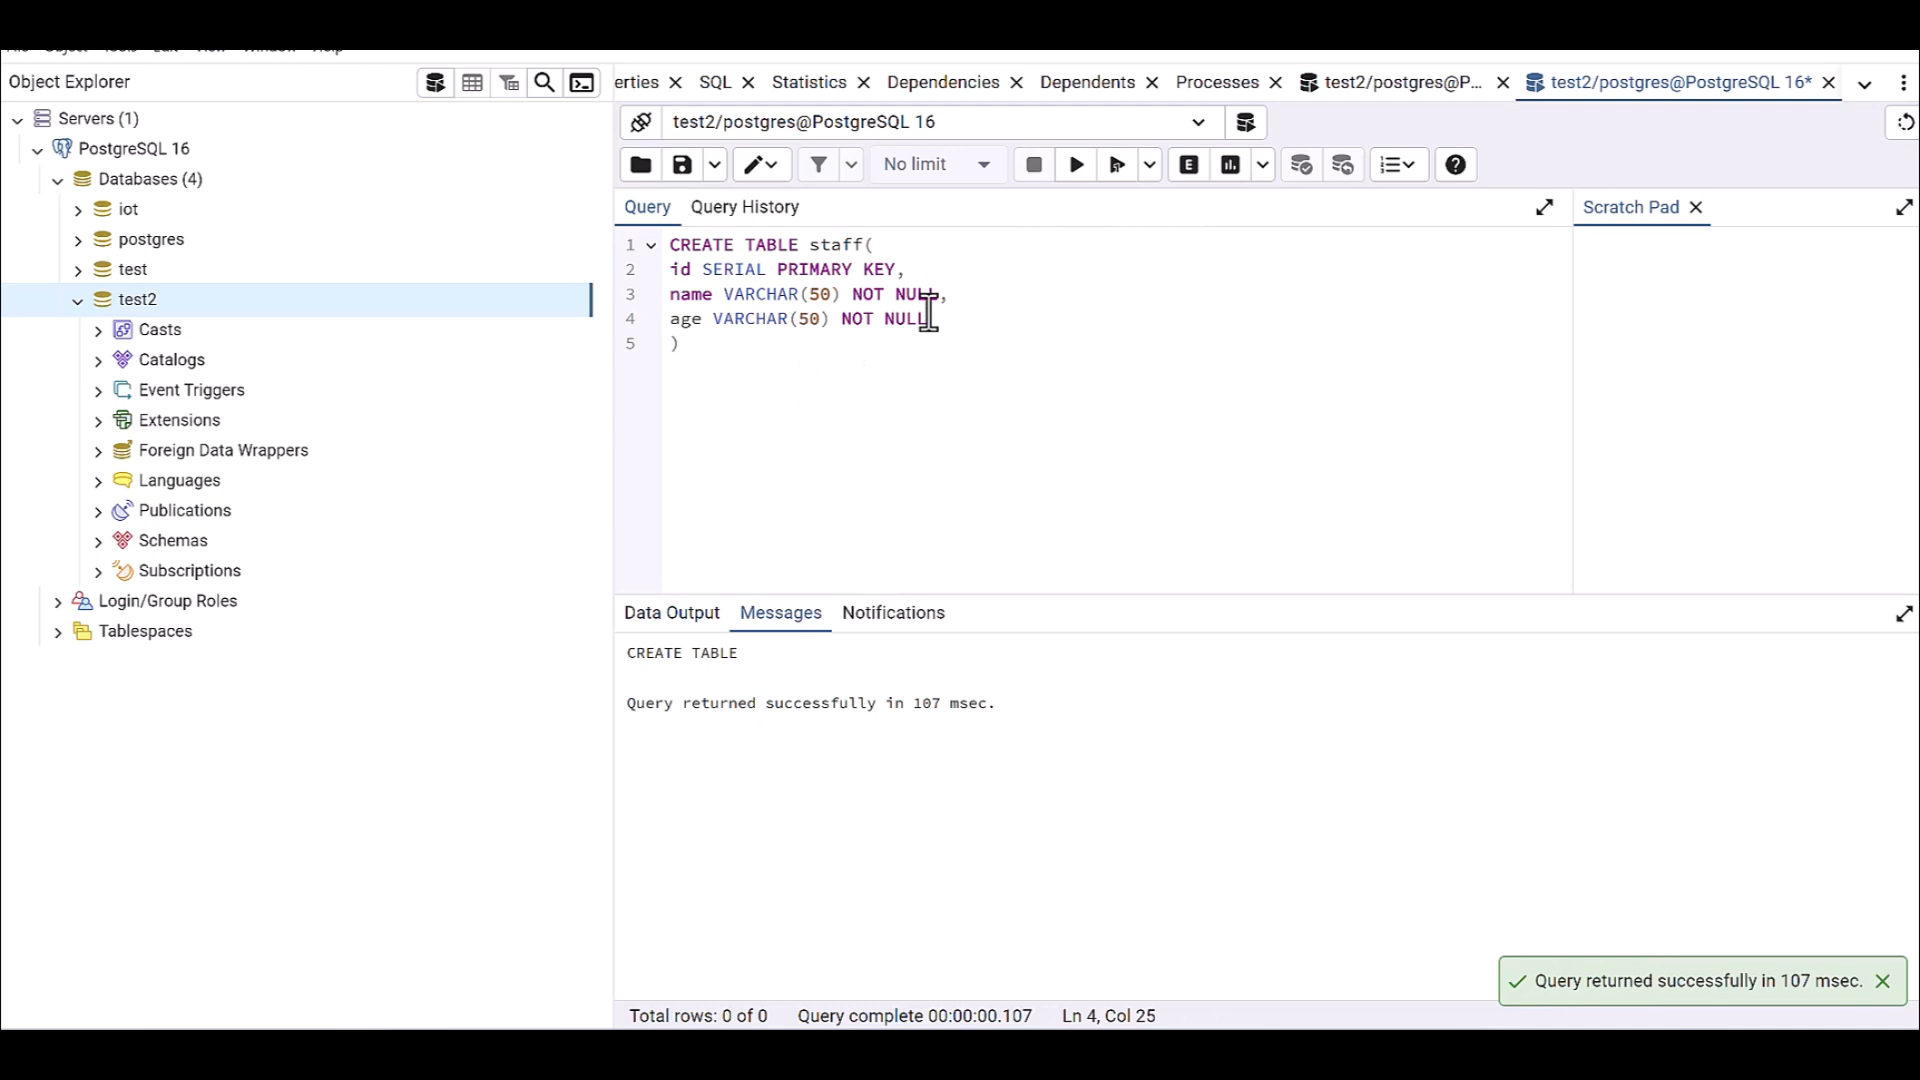 Object Explorer
erties SQL Statistics Dependencies Dependents Processes test2/postgres@P... test2/postgres@PostgreSQL 16*
Servers (1)
PostgreSQL 16
Databases (4)
iot
postgres
test
test2
Casts
Catalogs
Event Triggers
Extensions
Foreign Data Wrappers
Languages
Publications
Schemas
Subscriptions
Login/Group Roles
Tablespaces
test2/postgres@PostgreSQL 16
No limit
E
Query Query History
Scratch Pad
1 CREATE TABLE staff(
2 id SERIAL PRIMARY KEY,
3 name VARCHAR(50) NOT NULL,
4 age VARCHAR(50) NOT NULL
5 )
Data Output Messages Notifications
CREATE TABLE
Query returned successfully in 107 msec.
Query returned successfully in 107 msec.
Total rows: 0 of 0 Query complete 00:00:00.107 Ln 4, Col 25